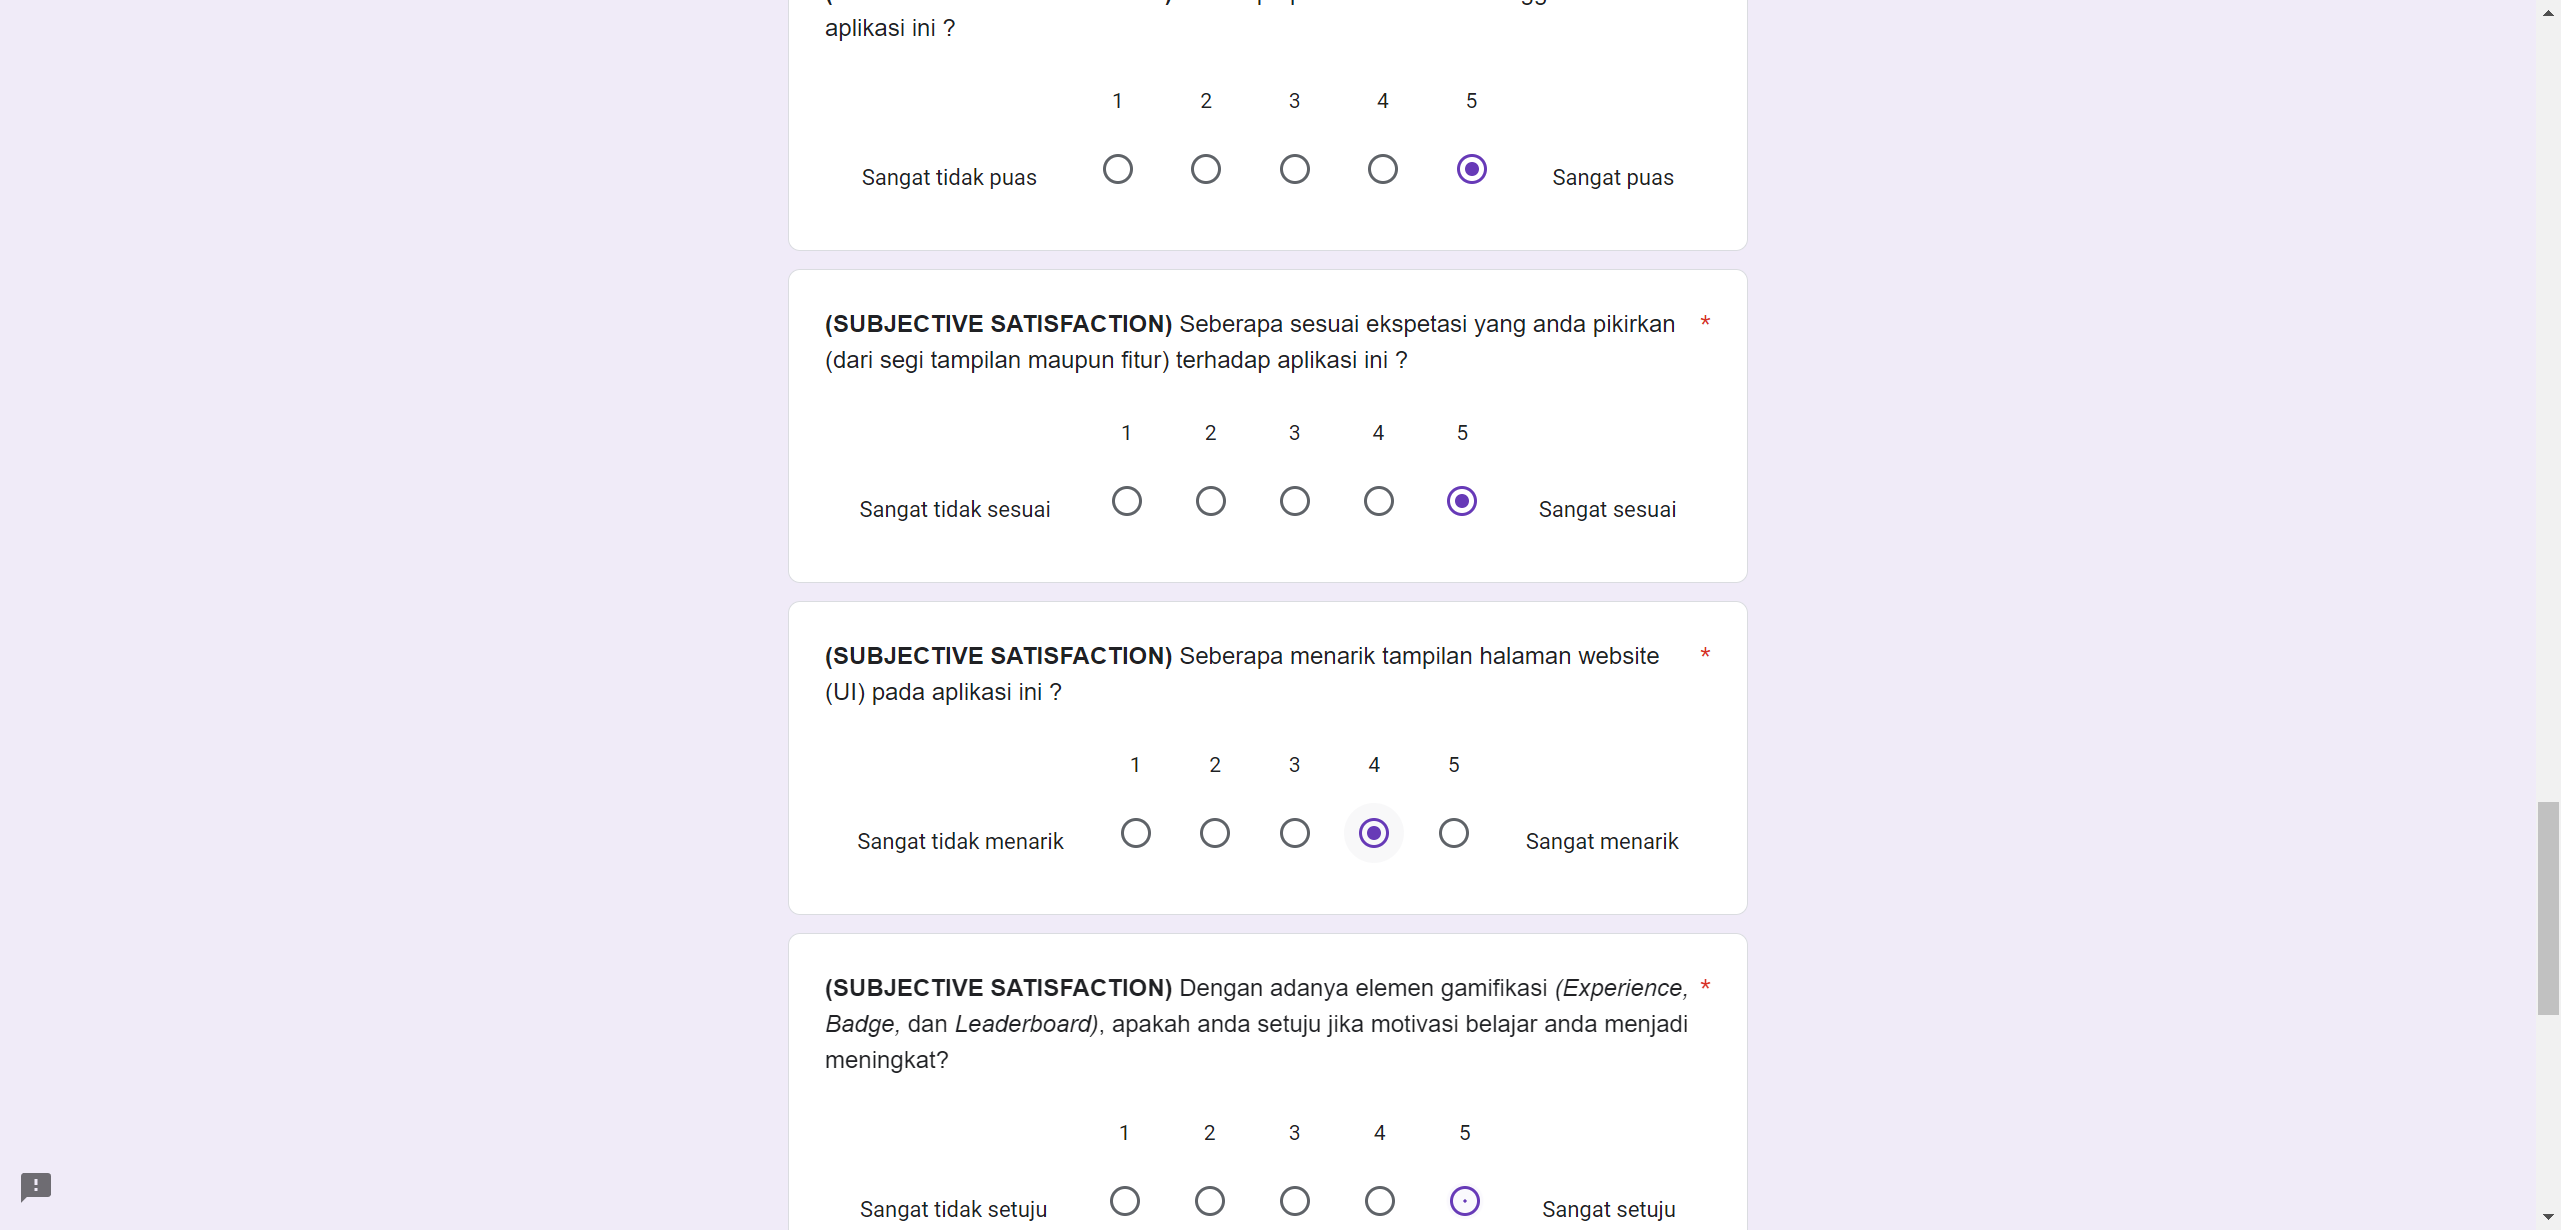 aplikasi ini ?
1 2 3 4 5
Sangat tidak puas Sangat puas
(SUBJECTIVE SATISFACTION) Seberapa sesuai ekspetasi yang anda pikirkan *
(dari segi tampilan maupun fitur) terhadap aplikasi ini ?
1 2 3 4 5
Sangat tidak sesuai Sangat sesuai
(SUBJECTIVE SATISFACTION) Seberapa menarik tampilan halaman website *
(UI) pada aplikasi ini ?
1 2 3 4 5
Sangat tidak menarik Sangat menarik
(SUBJECTIVE SATISFACTION) Dengan adanya elemen gamifikasi (Experience, *
Badge, dan Leaderboard), apakah anda setuju jika motivasi belajar anda menjadi
meningkat?
1 2 3 4 5
Sangat tidak setuju Sangat setuju